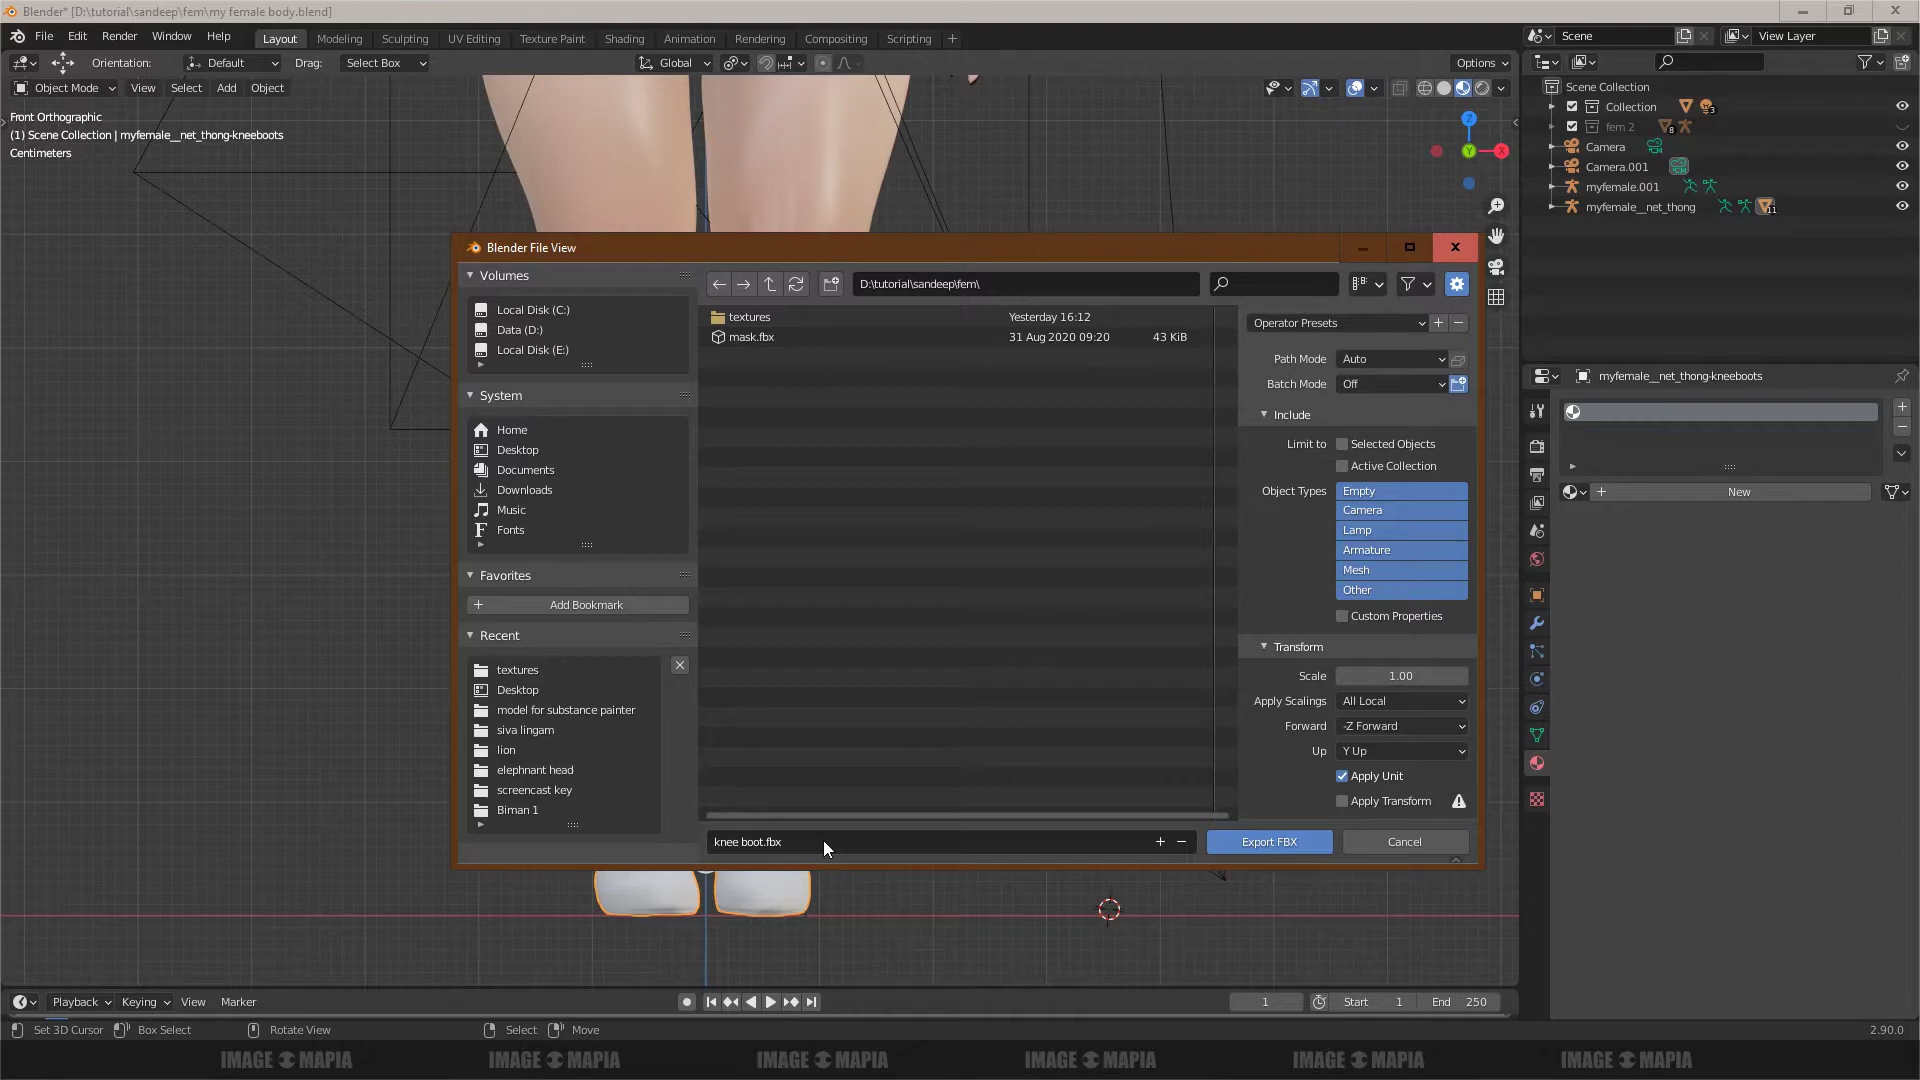 Blender* [D:\tutorial\sandeep\fem\my female body.blend]
File Edit Render Window Help
Layout Modeling Sculpting UV Editing Texture Paint Shading Animation Rendering Compositing Scripting
Scene
View Layer
Orientation: Default Drag: Select Box
Global
Options
Object Mode View Select Add Object
Front Orthographic
(1) Scene Collection | myfemale__net_thong-kneeboots
Centimeters
Z
Y
X
Scene Collection
Collection 3
fem 2 8
Camera
Camera.001
myfemale.001
myfemale__net_thong 11
myfemale__net_thong-kneeboots
New
Blender File View
Volumes
Local Disk (C:)
Data (D:)
Local Disk (E:)
System
Home
Desktop
Documents
Downloads
Music
Fonts
Favorites
Add Bookmark
Recent
textures
Desktop
model for substance painter
siva lingam
lion
elephnant head
screencast key
Biman 1
D:\tutorial\sandeep\fem\
textures Yesterday 16:12
mask.fbx 31 Aug 2020 09:20 43 KiB
knee boot.fbx
Operator Presets
Path Mode Auto
Batch Mode Off
Include
Limit to Selected Objects
Active Collection
Object Types Empty
Camera
Lamp
Armature
Mesh
Other
Custom Properties
Transform
Scale 1.00
Apply Scalings All Local
Forward -Z Forward
Up Y Up
Apply Unit
Apply Transform
Export FBX Cancel
Playback Keying View Marker
1 Start 1 End 250
Set 3D Cursor Box Select Rotate View Select Move
2.90.0
IMAGE MAPIA IMAGE MAPIA IMAGE MAPIA IMAGE MAPIA IMAGE MAPIA IMAGE MAPIA